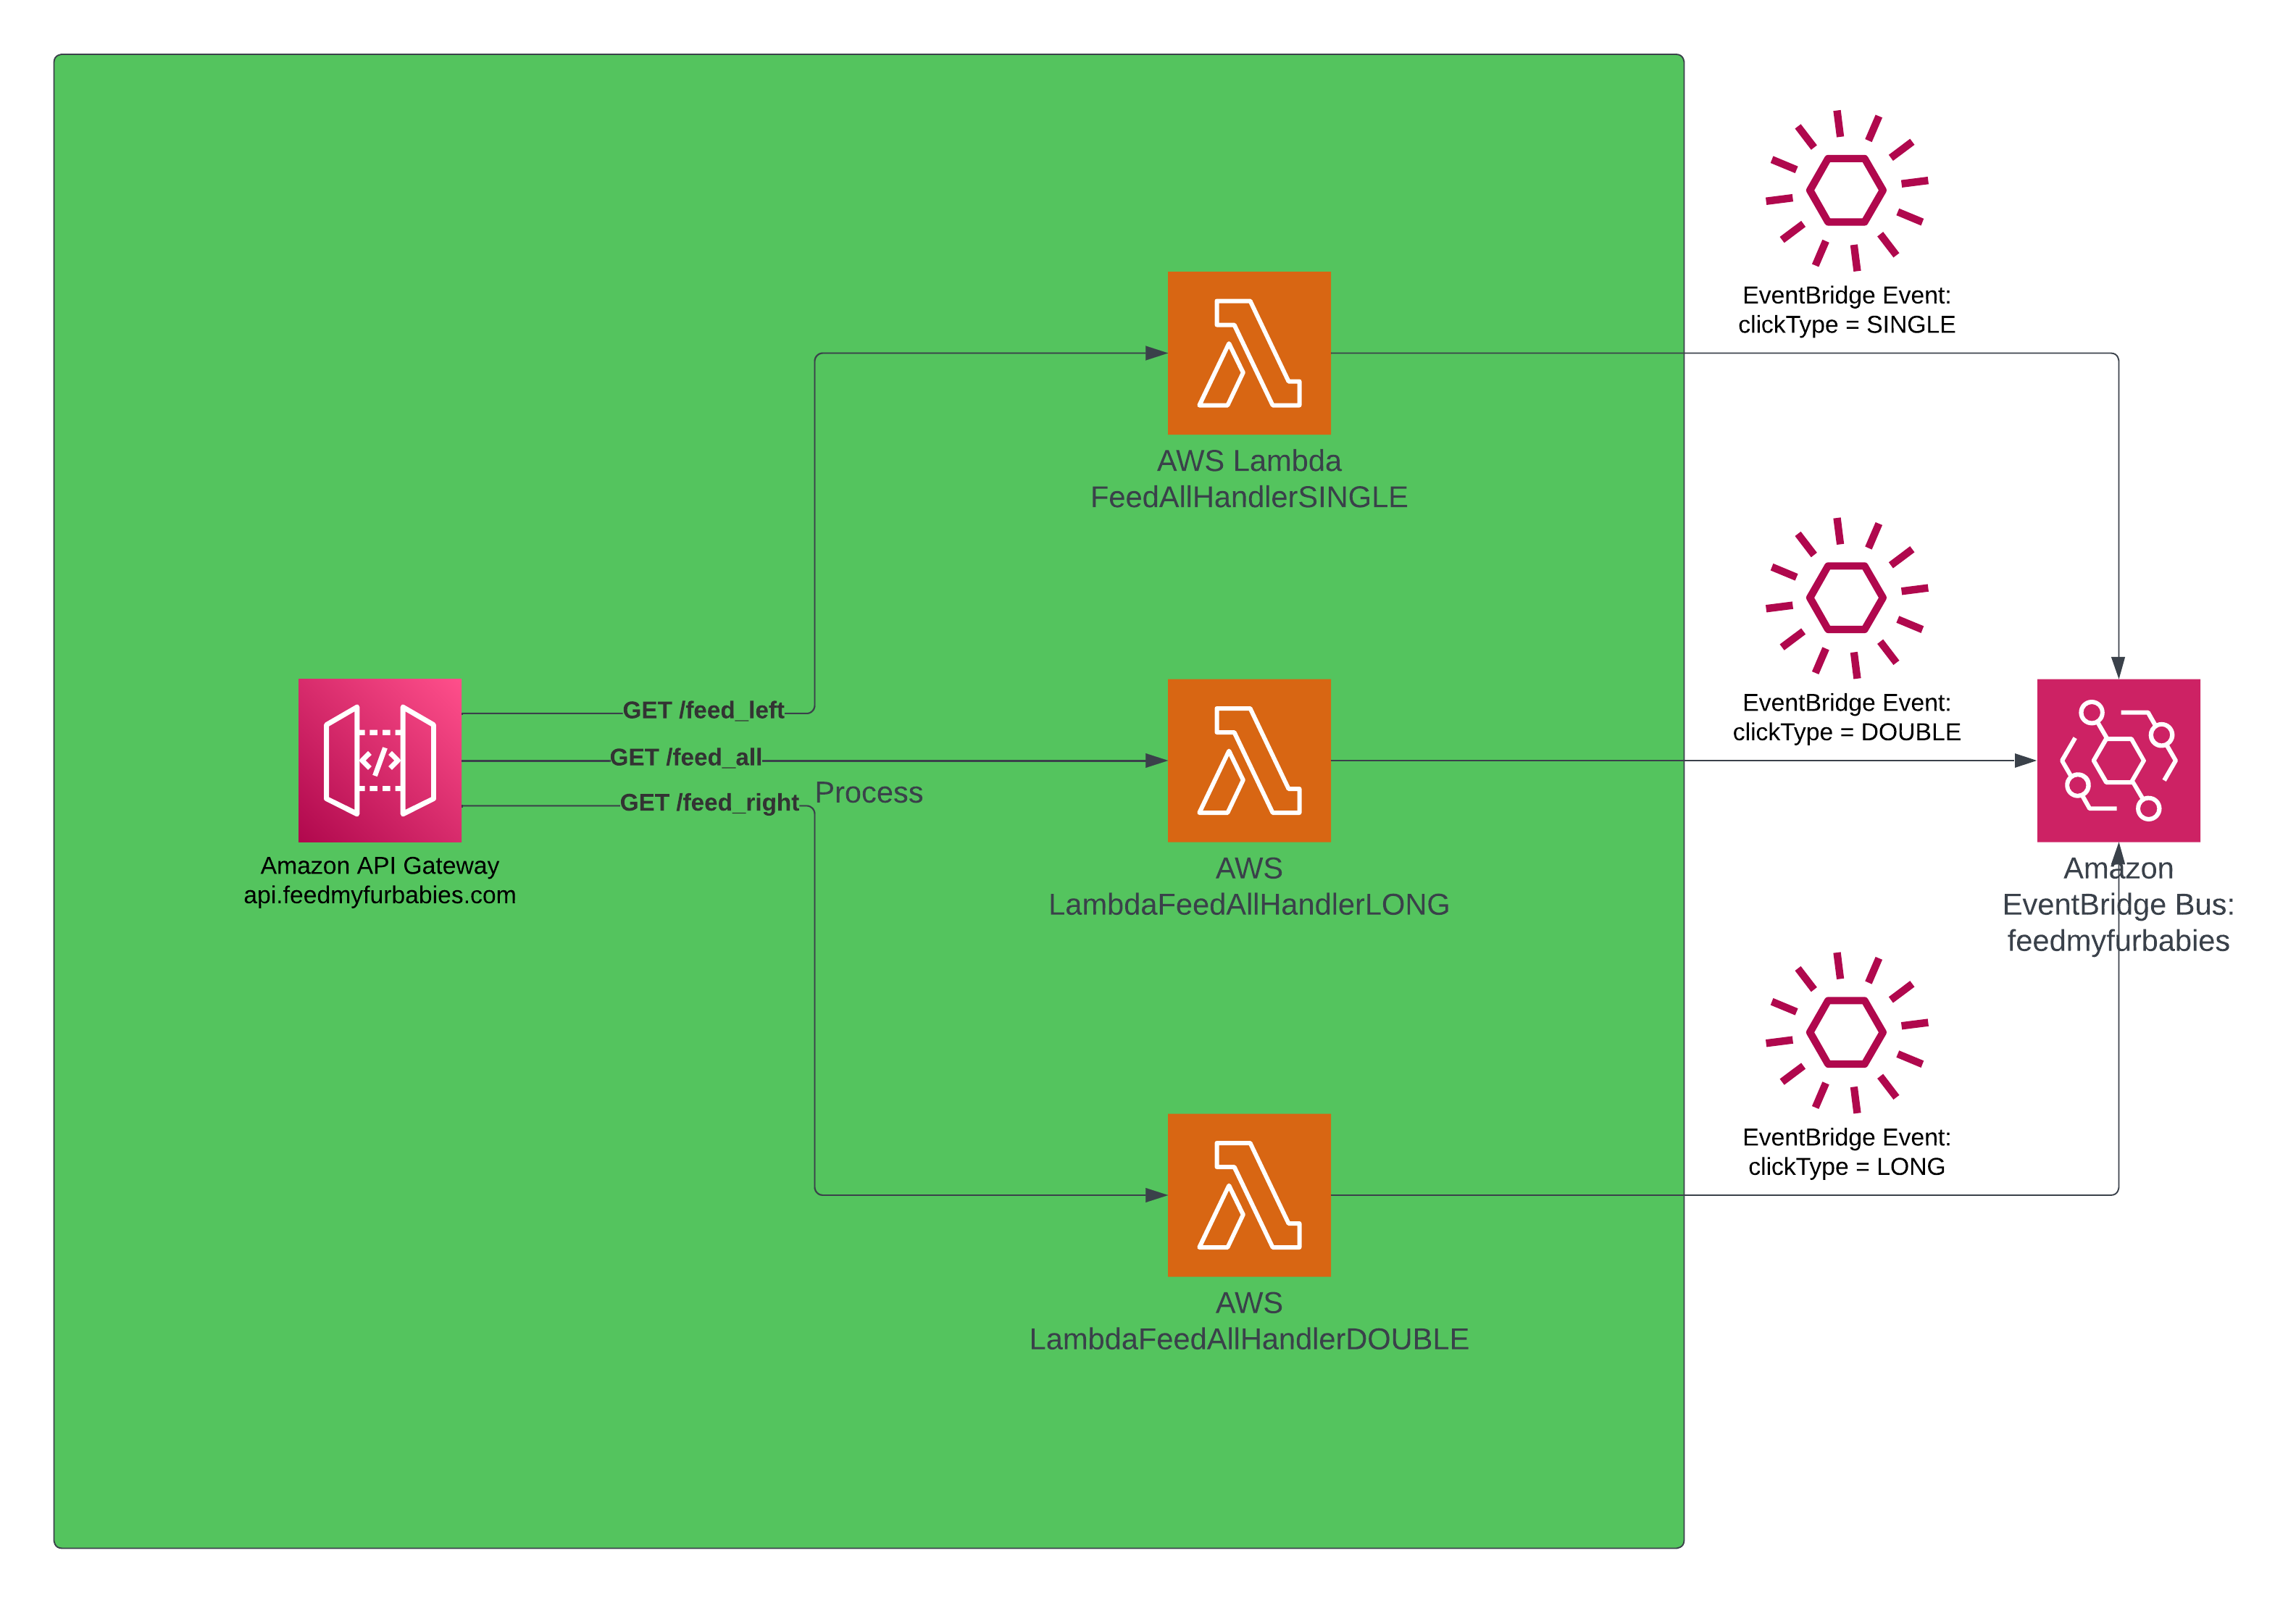 EventBridge Event:
clickType = SINGLE
AWS Lambda
FeedAllHandlerSINGLE
GET /feed_left
GET /feed_all
GET /feed_right
Process
Amazon API Gateway
api.feedmyfurbabies.com
AWS
LambdaFeedAllHandlerLONG
EventBridge Event:
clickType = DOUBLE
Amazon
EventBridge Bus:
feedmyfurbabies
EventBridge Event:
clickType = LONG
AWS
LambdaFeedAllHandlerDOUBLE